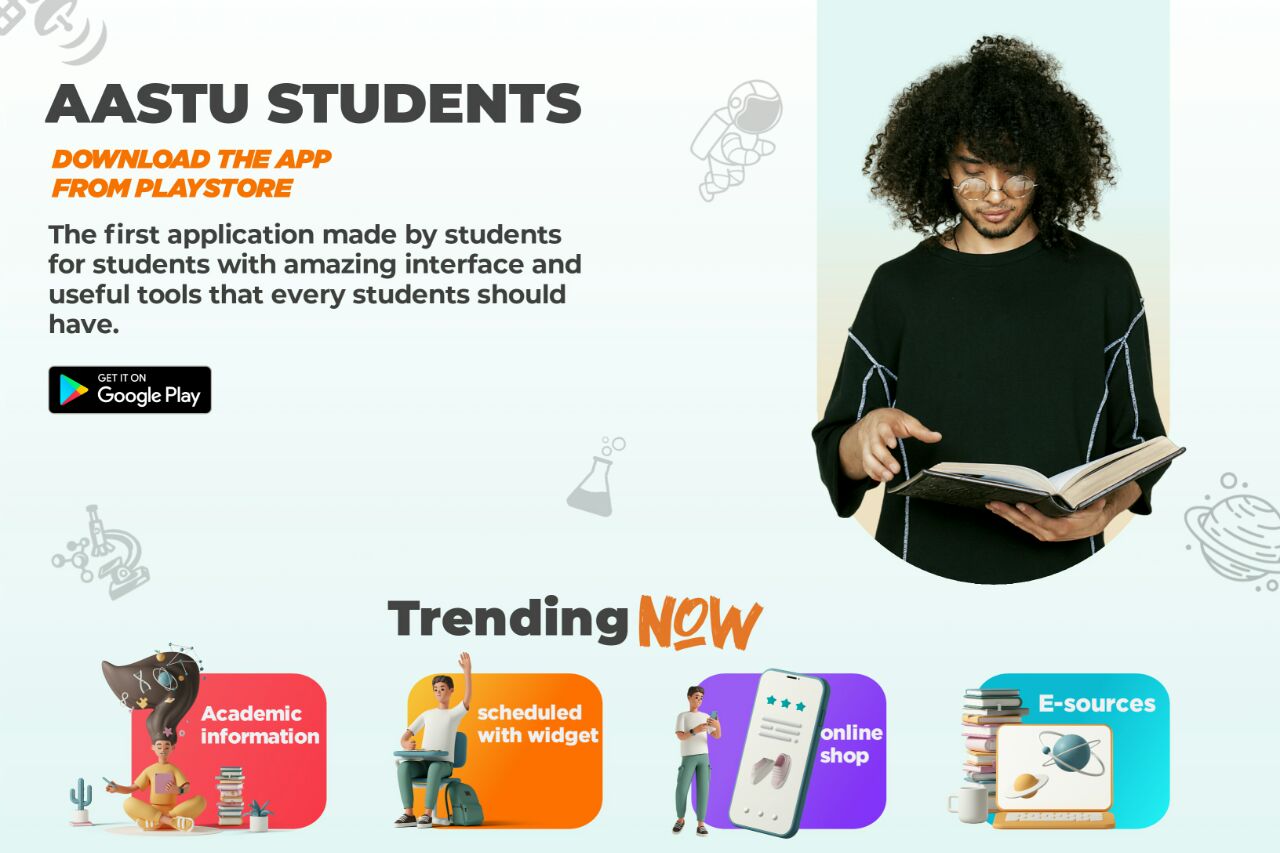 AASTU STUDENTS
DOWNLOAD THE APP
FROM PLAYSTORE
The first application made by students
for students with amazing interface and
useful tools that every students should
have.
GET IT ON
Google Play
Trending NOW
Academic
information
scheduled
with widget
online
shop
E-sources